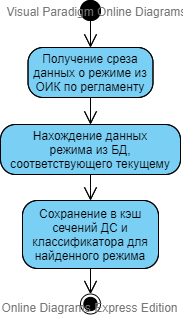 Visual Paradigm Online Diagrams
Получение среза
данных о режиме из
ОИК по регламенту
Нахождение данных
режима из БД,
соответствующего текущему
Сохранение в кэш
сечений ДС и
классификатора для
найденного режима
Online Diagrams Express Edition